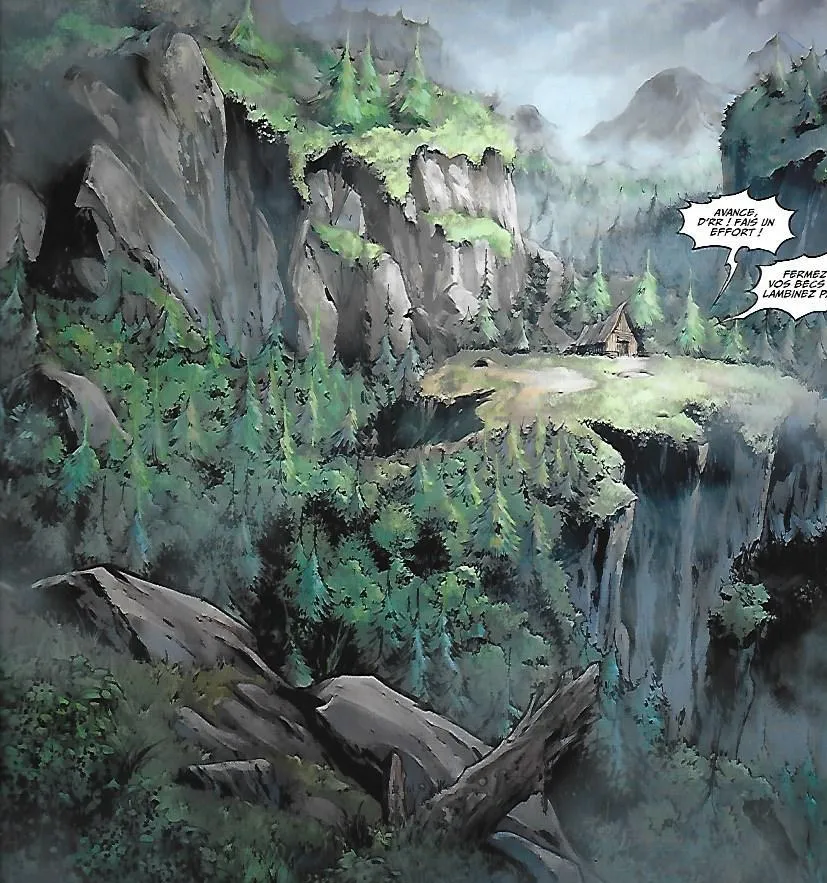 AVANCE,
D'RR ! FAIS UN
EFFORT !
FERMEZ
VOS BECS
LAMBINEZ P